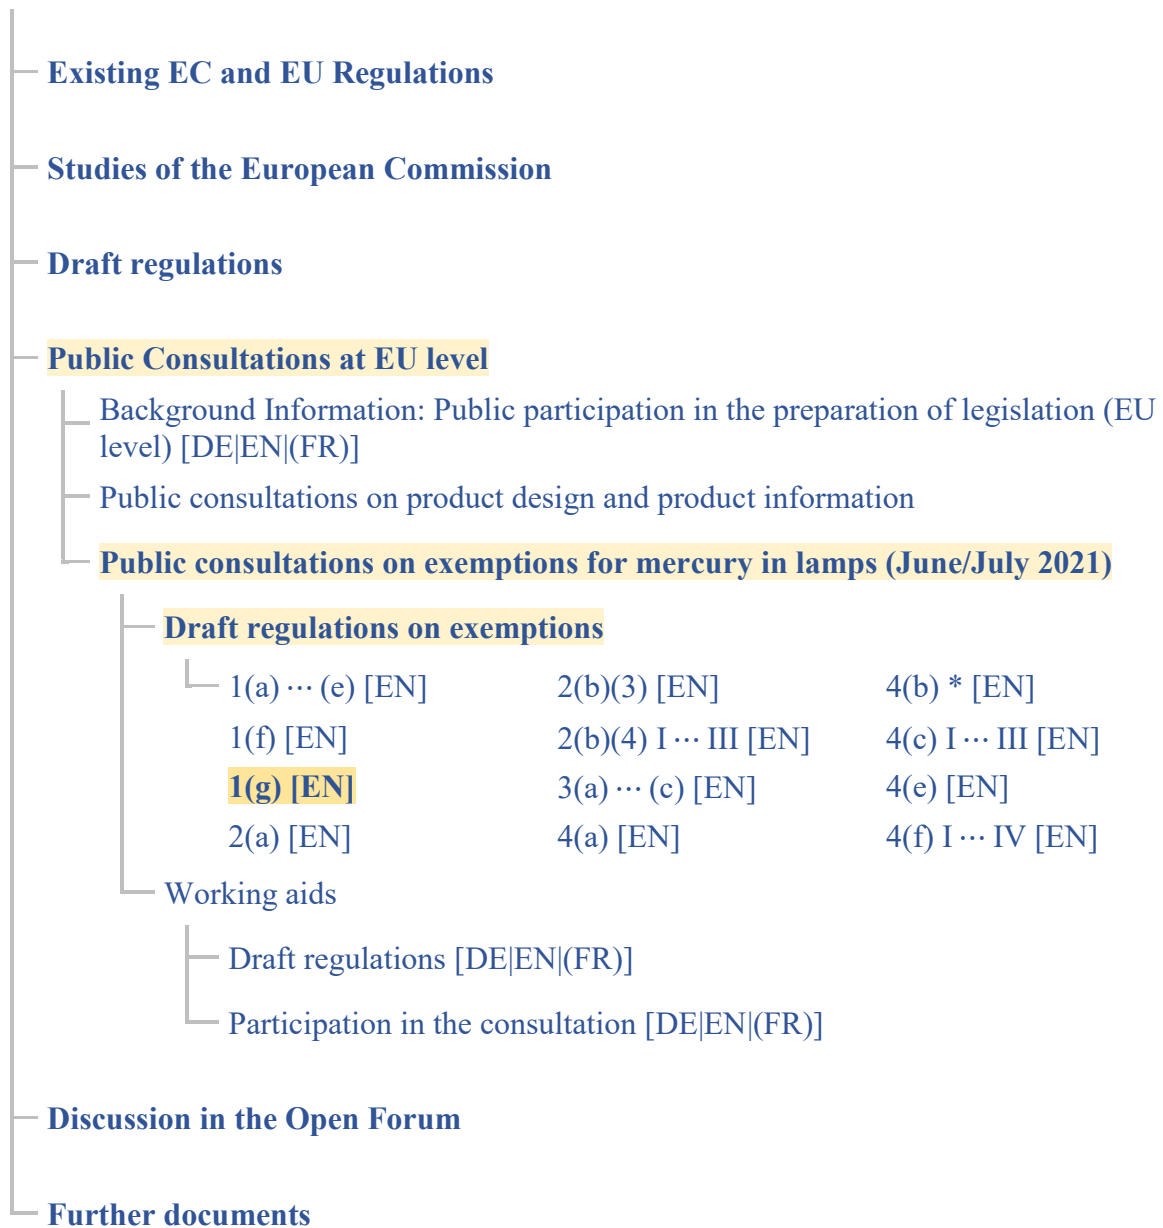 Existing EC and EU Regulations
Studies of the European Commission
Draft regulations
Public Consultations at EU level
Background Information: Public participation in the preparation of legislation (EU
level) [DE|EN|(FR)]
Public consultations on product design and product information
Public consultations on exemptions for mercury in lamps (June/July 2021)
Draft regulations on exemptions
1(a) ··· (e) [EN] 2(b)(3) [EN] 4(b) * [EN]
1(f) [EN] 2(b)(4) I ··· III [EN] 4(c) I ··· III [EN]
1(g) [EN] 3(a) ··· (c) [EN] 4(e) [EN]
2(a) [EN] 4(a) [EN] 4(f) I ··· IV [EN]
Working aids
Draft regulations [DE|EN|(FR)]
Participation in the consultation [DE|EN|(FR)]
Discussion in the Open Forum
Further documents